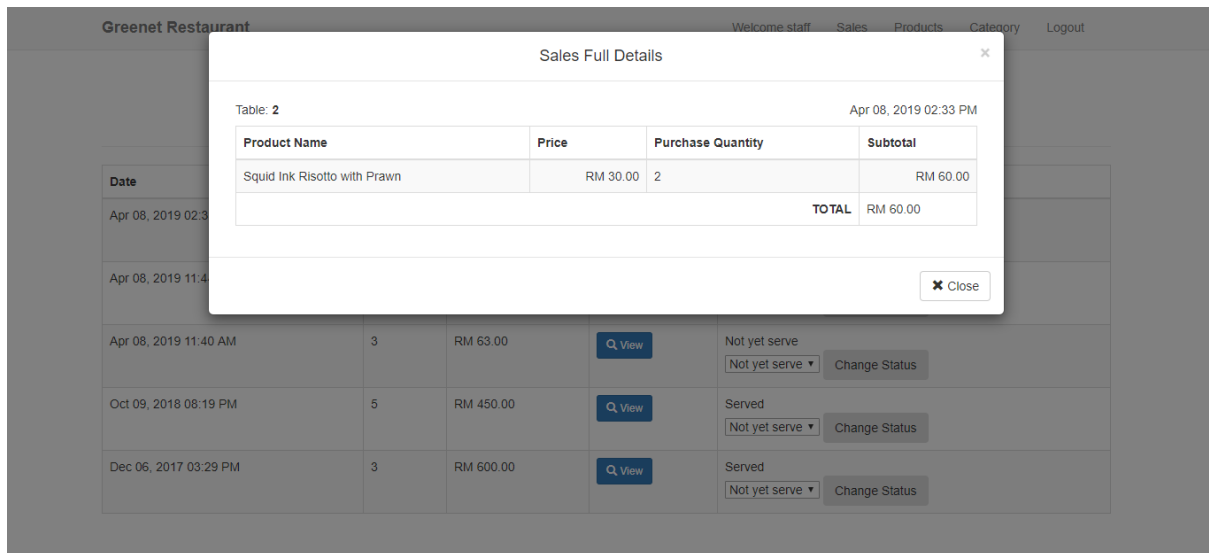 Greenet Restaurant Welcome staff Sales Products Category Logout
Sales Full Details ×
Table: 2 Apr 08, 2019 02:33 PM
Product Name Price Purchase Quantity Subtotal
Squid Ink Risotto with Prawn RM 30.00 2 RM 60.00
TOTAL RM 60.00
Close
Date
Apr 08, 2019 02:3
Apr 08, 2019 11:4
Apr 08, 2019 11:40 AM 3 RM 63.00 View Not yet serve
Not yet serve Change Status
Oct 09, 2018 08:19 PM 5 RM 450.00 View Served
Not yet serve Change Status
Dec 06, 2017 03:29 PM 3 RM 600.00 View Served
Not yet serve Change Status